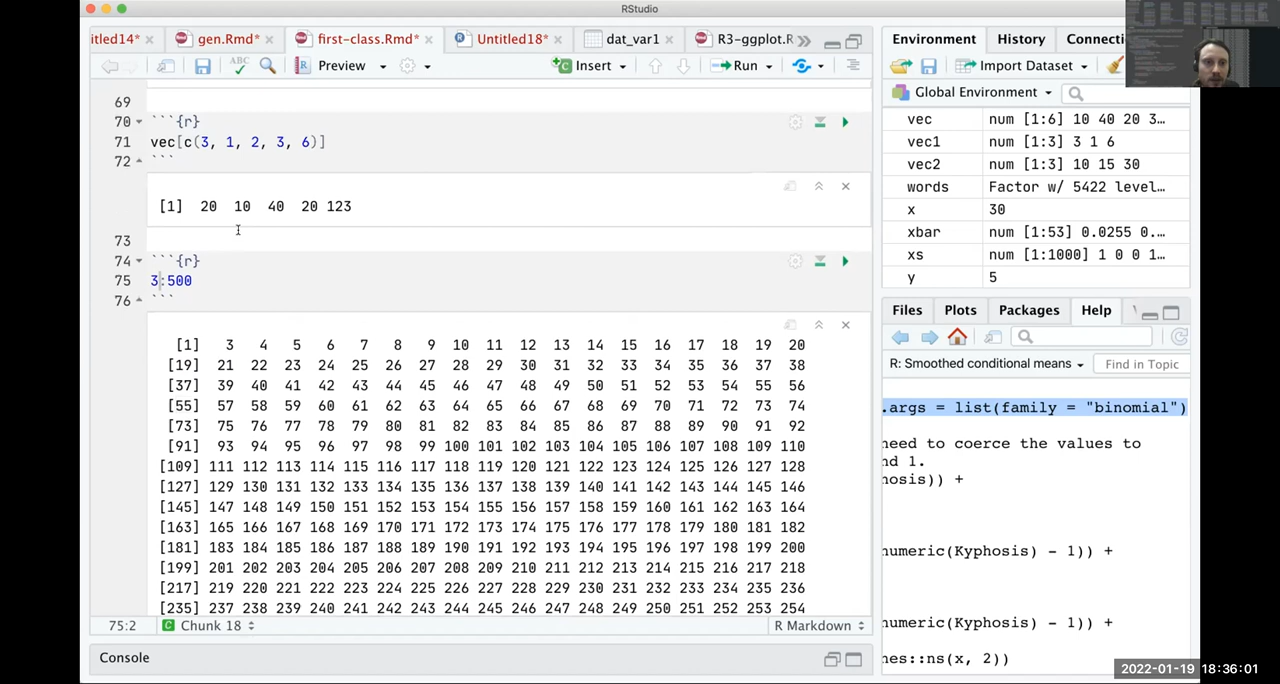 RStudio
itled14*
gen.Rmd*
first-class.Rmd*
Untitled18*
dat_var1
R3-ggplot.R
ABC
Preview
Insert
Run
69
70 ```{r}
71 vec[c(3, 1, 2, 3, 6)]
72 ```
[1] 20 10 40 20 123
73
74 ```{r}
75 3:500
76 ```
[1] 3 4 5 6 7 8 9 10 11 12 13 14 15 16 17 18 19 20
[19] 21 22 23 24 25 26 27 28 29 30 31 32 33 34 35 36 37 38
[37] 39 40 41 42 43 44 45 46 47 48 49 50 51 52 53 54 55 56
[55] 57 58 59 60 61 62 63 64 65 66 67 68 69 70 71 72 73 74
[73] 75 76 77 78 79 80 81 82 83 84 85 86 87 88 89 90 91 92
[91] 93 94 95 96 97 98 99 100 101 102 103 104 105 106 107 108 109 110
[109] 111 112 113 114 115 116 117 118 119 120 121 122 123 124 125 126 127 128
[127] 129 130 131 132 133 134 135 136 137 138 139 140 141 142 143 144 145 146
[145] 147 148 149 150 151 152 153 154 155 156 157 158 159 160 161 162 163 164
[163] 165 166 167 168 169 170 171 172 173 174 175 176 177 178 179 180 181 182
[181] 183 184 185 186 187 188 189 190 191 192 193 194 195 196 197 198 199 200
[199] 201 202 203 204 205 206 207 208 209 210 211 212 213 214 215 216 217 218
[217] 219 220 221 222 223 224 225 226 227 228 229 230 231 232 233 234 235 236
[235] 237 238 239 240 241 242 243 244 245 246 247 248 249 250 251 252 253 254
75:2
Chunk 18
R Markdown
Console
Environment
History
Connecti
Import Dataset
Global Environment
vec num [1:6] 10 40 20 3…
vec1 num [1:3] 3 1 6
vec2 num [1:3] 10 15 30
words Factor w/ 5422 level…
x 30
xbar num [1:53] 0.0255 0.…
xs num [1:1000] 1 0 0 1…
y 5
Files
Plots
Packages
Help
R: Smoothed conditional means
Find in Topic
.args = list(family = "binomial")
need to coerce the values to
nd 1.
nosis)) +
numeric(Kyphosis) - 1)) +
numeric(Kyphosis) - 1)) +
nes::ns(x, 2))
2022-01-19 18:36:01